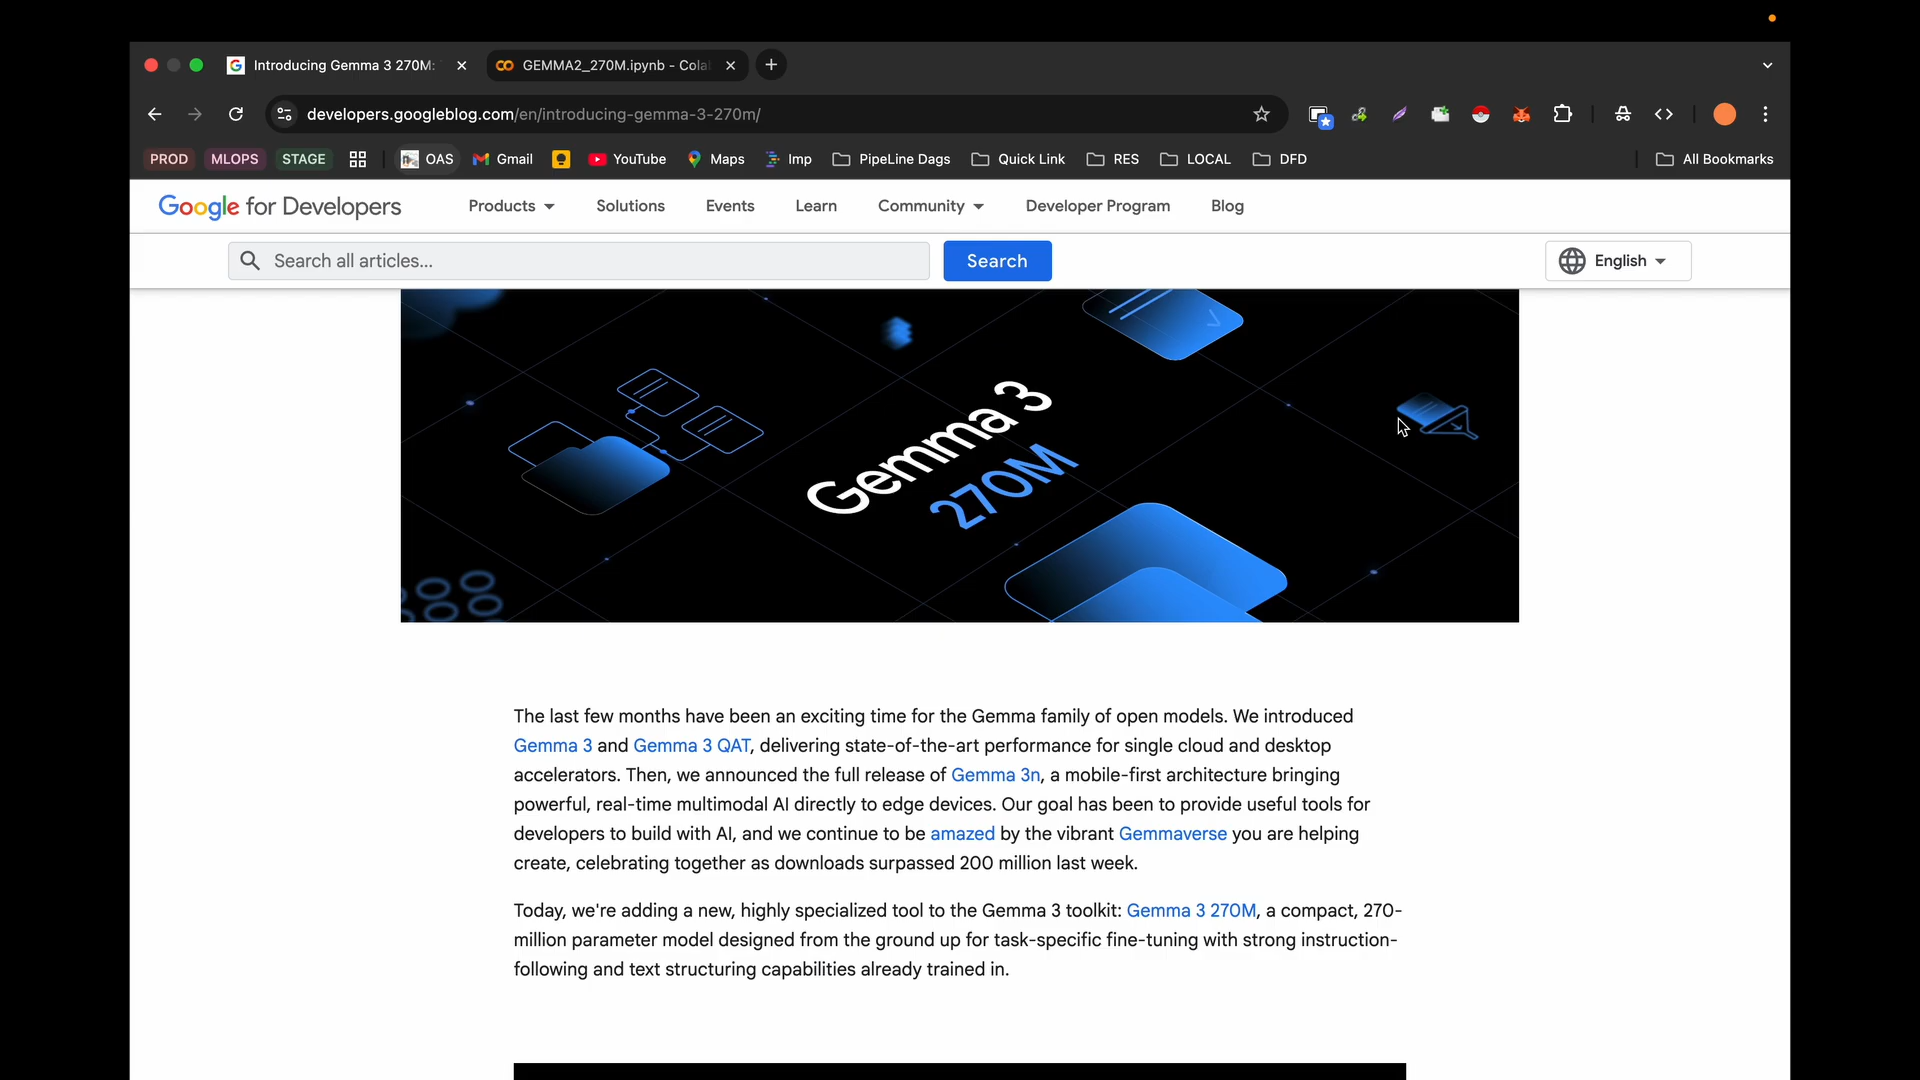 Introducing Gemma 3 270M:
GEMMA2_270M.ipynb - Cola
developers.googleblog.com/en/introducing-gemma-3-270m/
PROD MLOPS STAGE OAS Gmail YouTube Maps Imp PipeLine Dags Quick Link RES LOCAL DFD All Bookmarks
Google for Developers Products Solutions Events Learn Community Developer Program Blog
Search all articles... Search English
Gemma 3
270M
The last few months have been an exciting time for the Gemma family of open models. We introduced
Gemma 3 and Gemma 3 QAT, delivering state-of-the-art performance for single cloud and desktop
accelerators. Then, we announced the full release of Gemma 3n, a mobile-first architecture bringing
powerful, real-time multimodal AI directly to edge devices. Our goal has been to provide useful tools for
developers to build with AI, and we continue to be amazed by the vibrant Gemmaverse you are helping
create, celebrating together as downloads surpassed 200 million last week.
Today, we're adding a new, highly specialized tool to the Gemma 3 toolkit: Gemma 3 270M, a compact, 270-
million parameter model designed from the ground up for task-specific fine-tuning with strong instruction-
following and text structuring capabilities already trained in.